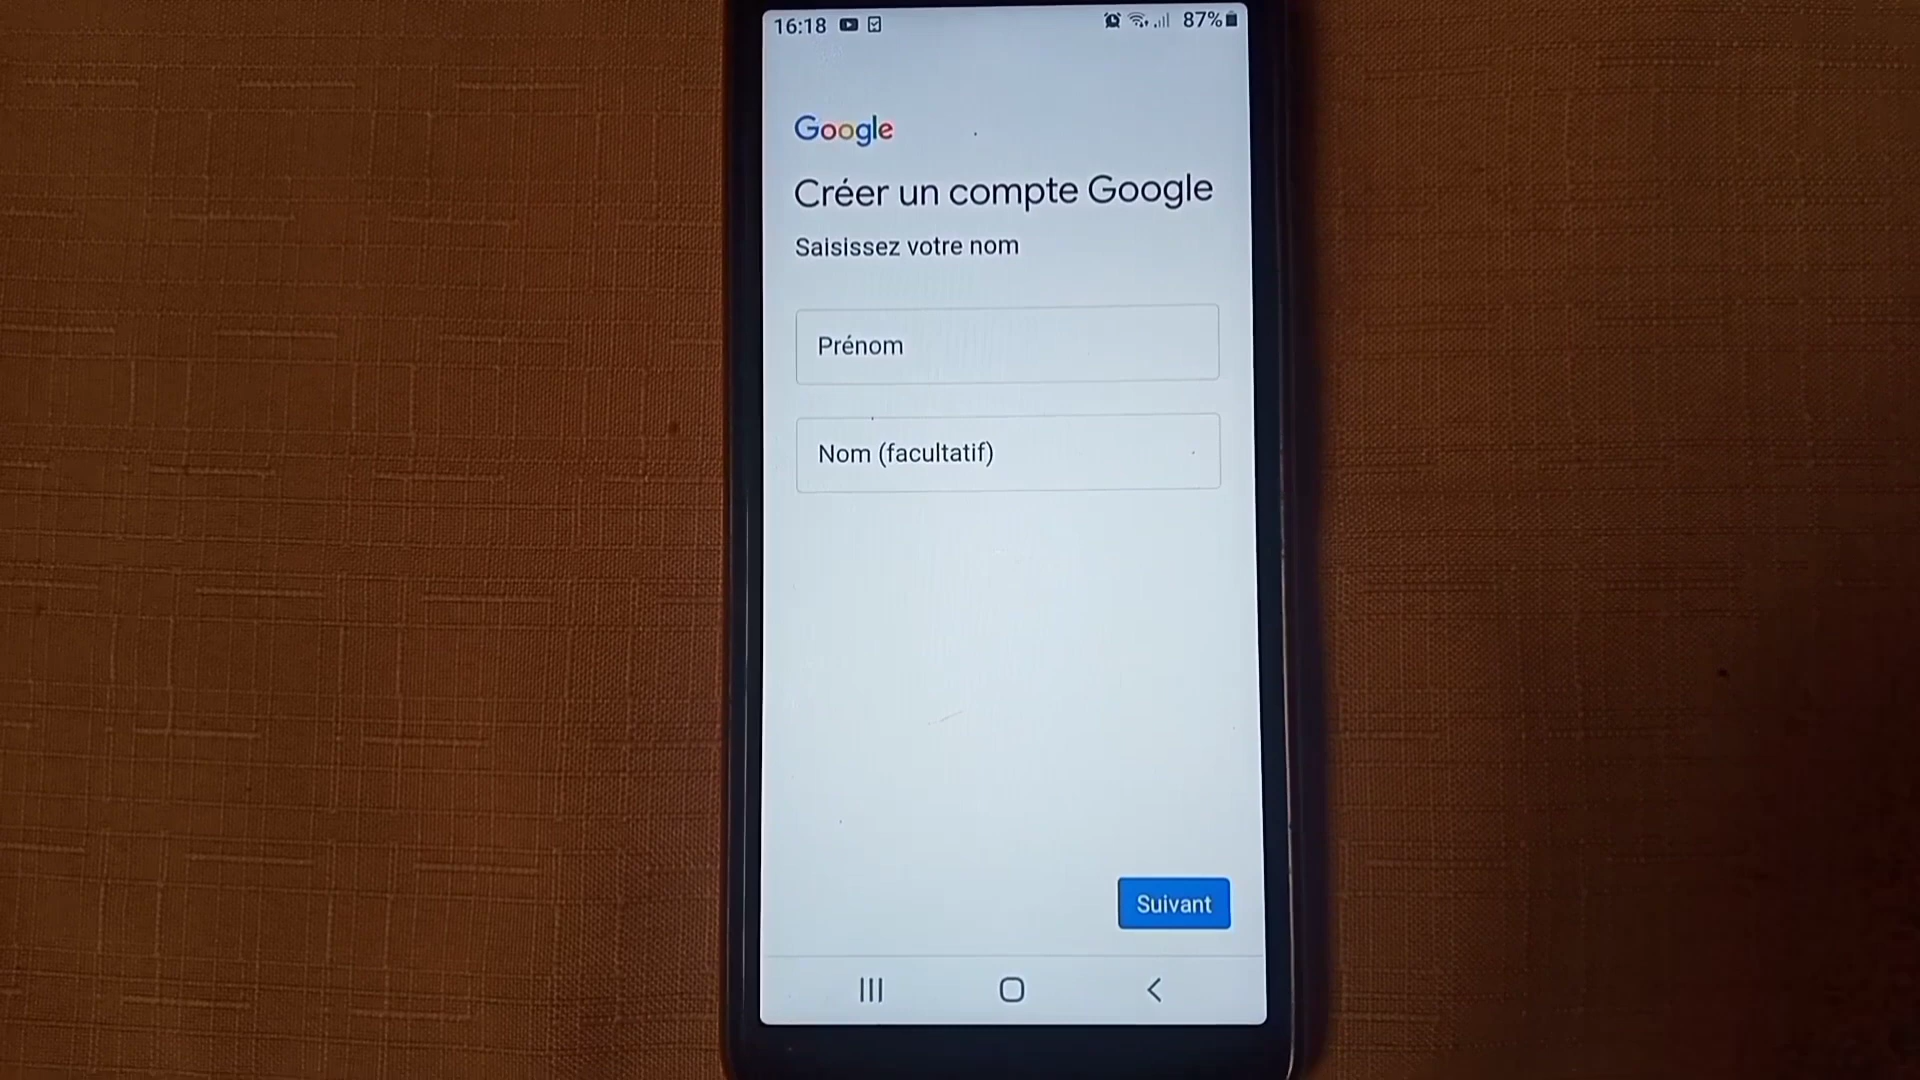 16:18 87%
Google
Créer un compte Google
Saisissez votre nom
Prénom
Nom (facultatif)
Suivant